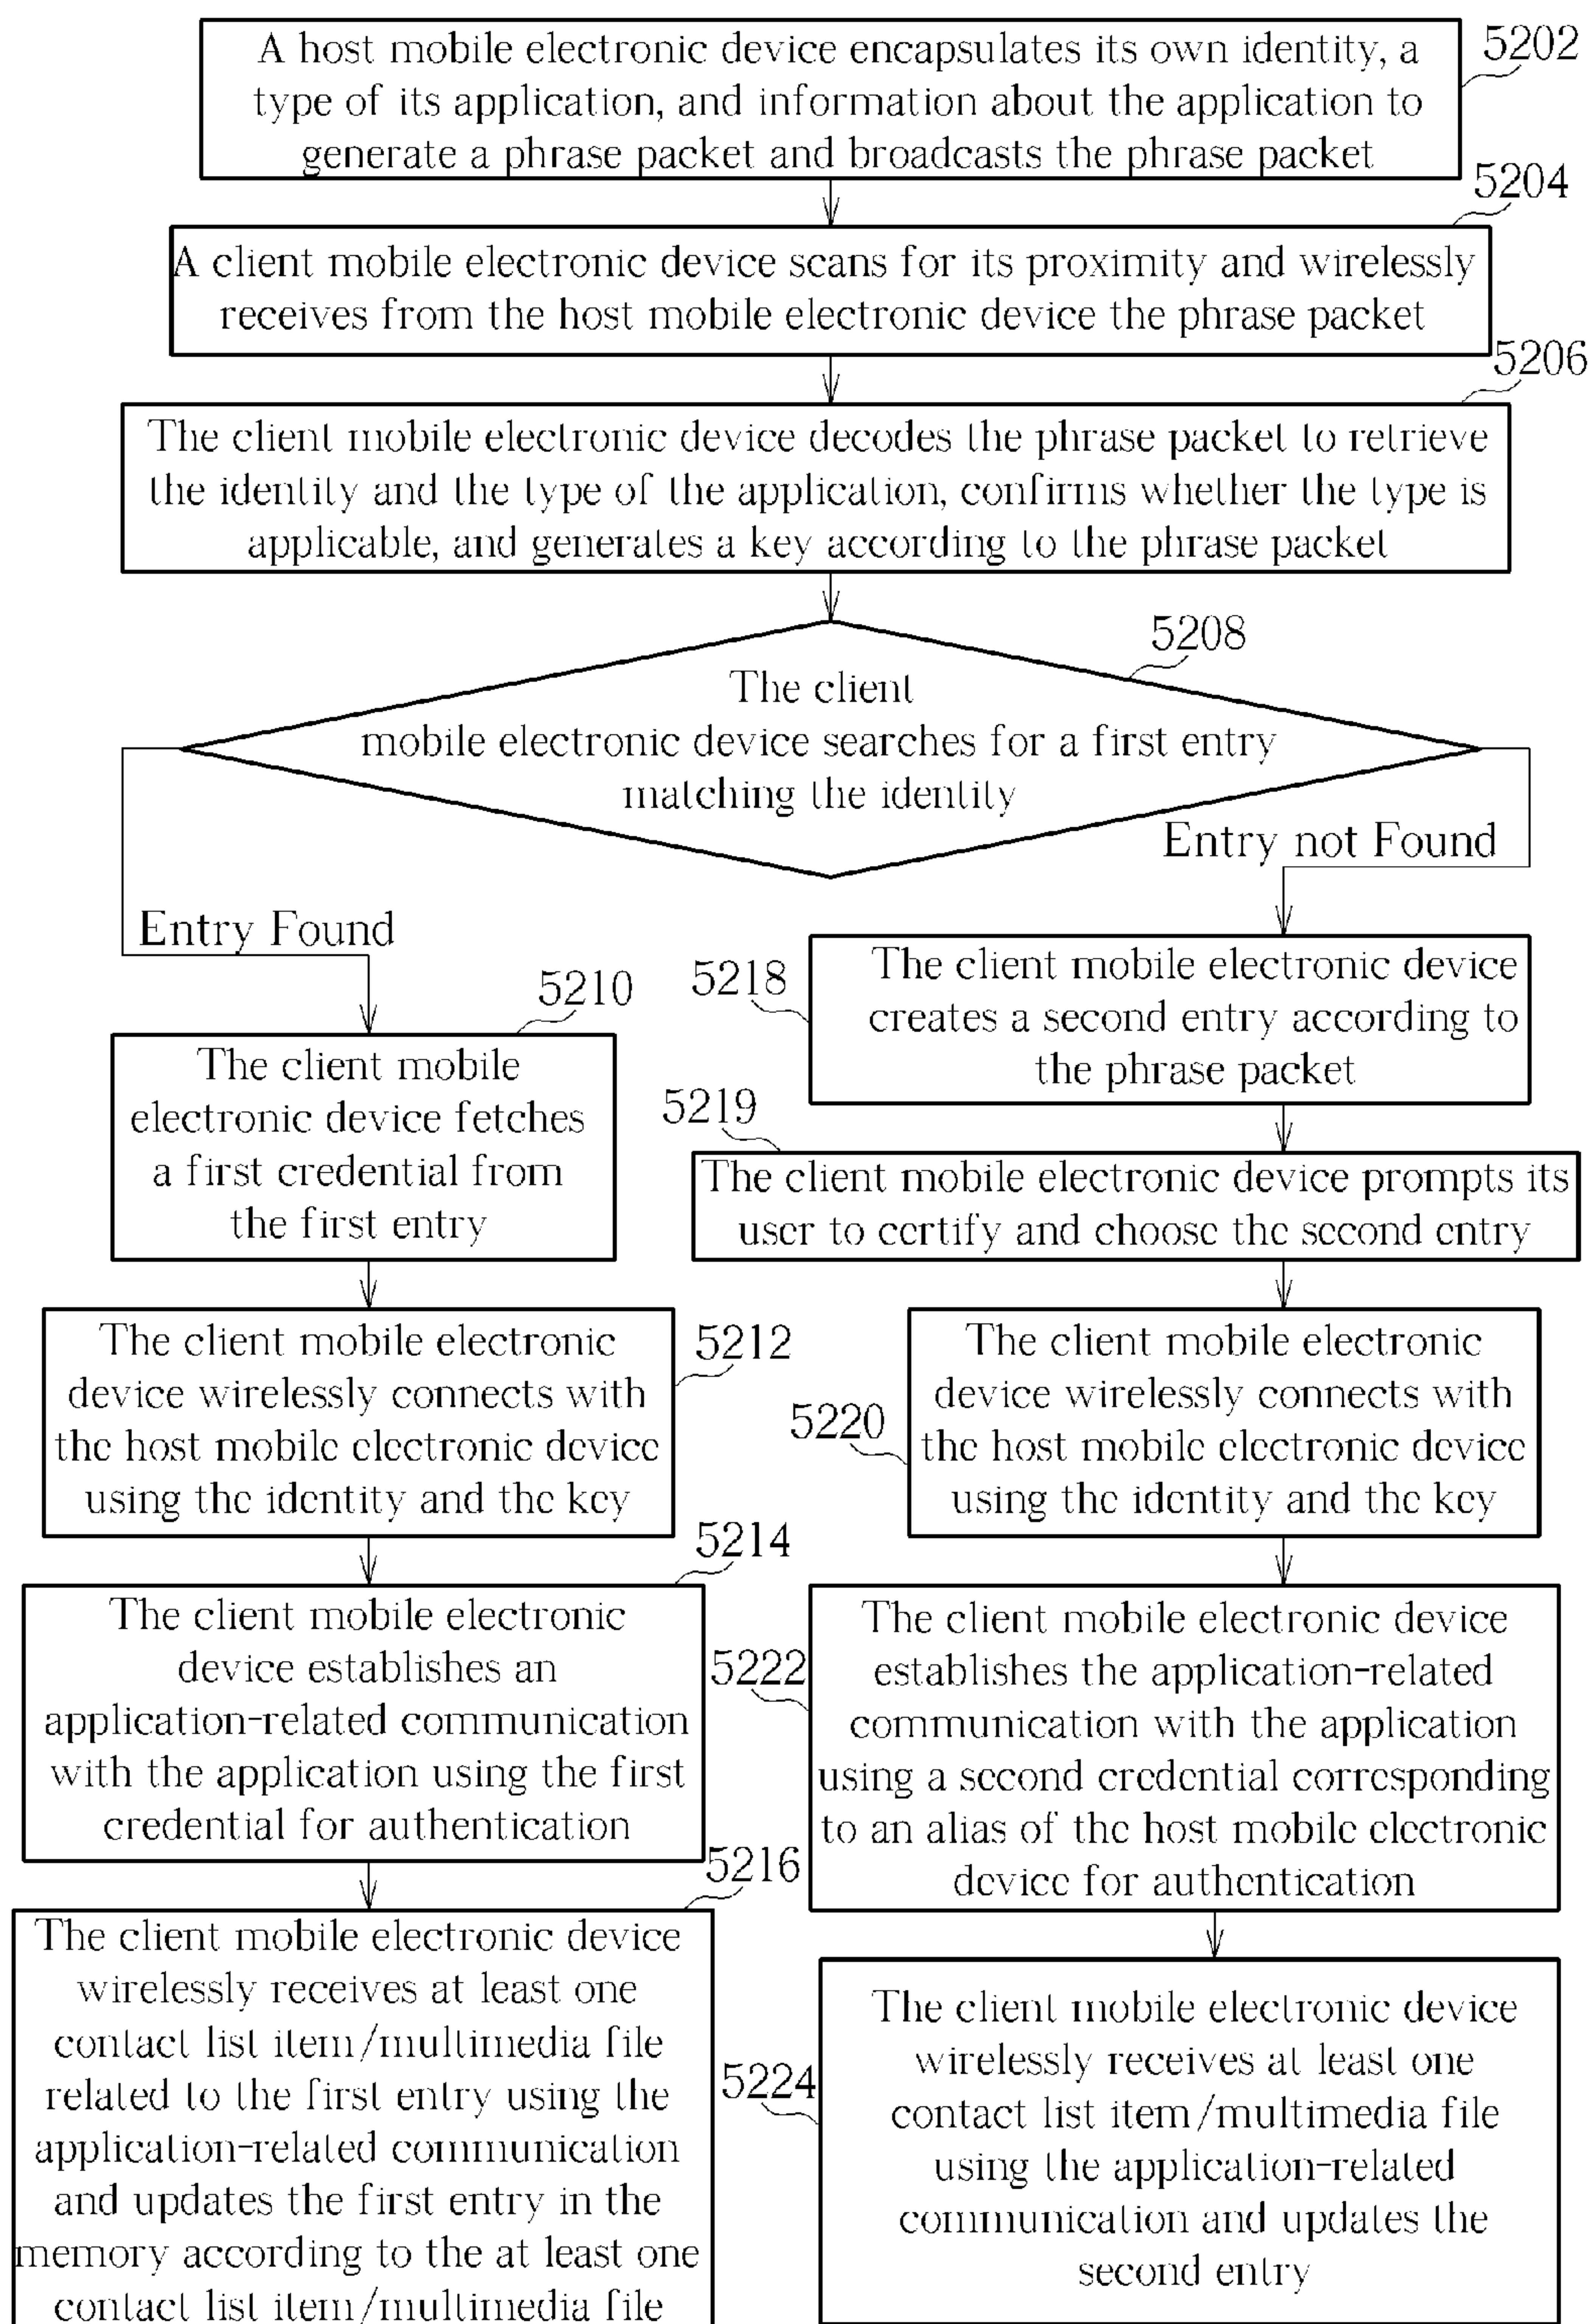 A host mobile electronic device encapsulates its own identity, a
type of its application, and information about the application to
generate a phrase packet and broadcasts the phrase packet
5202
A client mobile electronic device scans for its proximity and wirelessly
receives from the host mobile electronic device the phrase packet
5204
The client mobile electronic device decodes the phrase packet to retrieve
the identity and the type of the application, confirms whether the type is
applicable, and generates a key according to the phrase packet
5206
The client
mobile electronic device searches for a first entry
matching the identity
5208
Entry Found
Entry not Found
5210
The client mobile
electronic device fetches
a first credential from
the first entry
The client mobile electronic
device wirelessly connects with
the host mobile electronic device
using the identity and the key
5212
5214
The client mobile electronic
device establishes an
application-related communication
with the application using the first
credential for authentication
5216
The client mobile electronic device
wirelessly receives at least one
contact list item/multimedia file
related to the first entry using the
application-related communication
and updates the first entry in the
memory according to the at least one
contact list item/multimedia file
5218
The client mobile electronic device
creates a second entry according to
the phrase packet
5219
The client mobile electronic device prompts its
user to certify and choose the second entry
5220
The client mobile electronic
device wirelessly connects with
the host mobile electronic device
using the identity and the key
5222
The client mobile electronic device
establishes the application-related
communication with the application
using a second credential corresponding
to an alias of the host mobile electronic
device for authentication
5224
The client mobile electronic device
wirelessly receives at least one
contact list item/multimedia file
using the application-related
communication and updates the
second entry